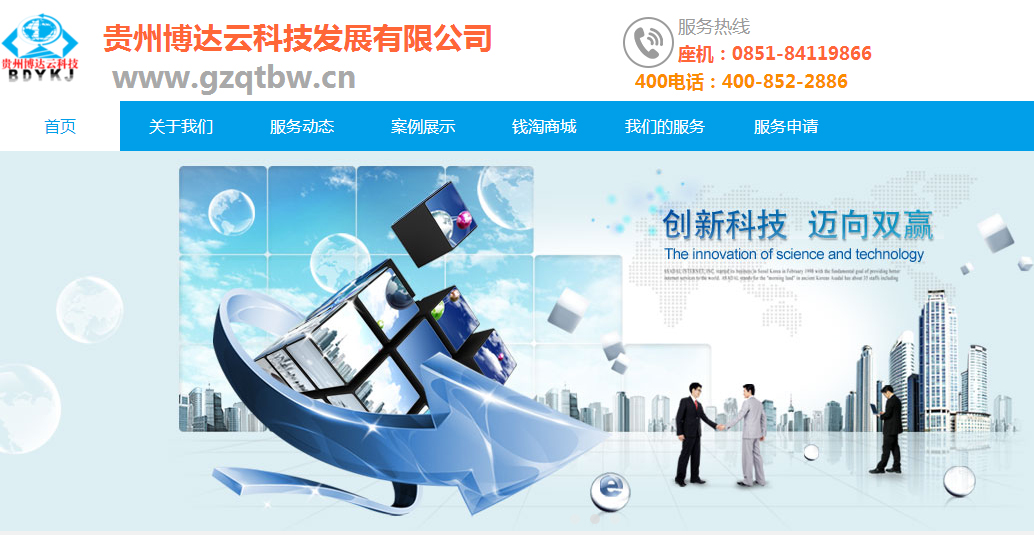 贵州博达云科技
BDYKJ
贵州博达云科技发展有限公司
www.gzqtbw.cn
服务热线
座机：0851-84119866
400电话：400-852-2886
首页 关于我们 服务动态 案例展示 钱淘商城 我们的服务 服务申请
创新科技 迈向双赢
The innovation of science and technology